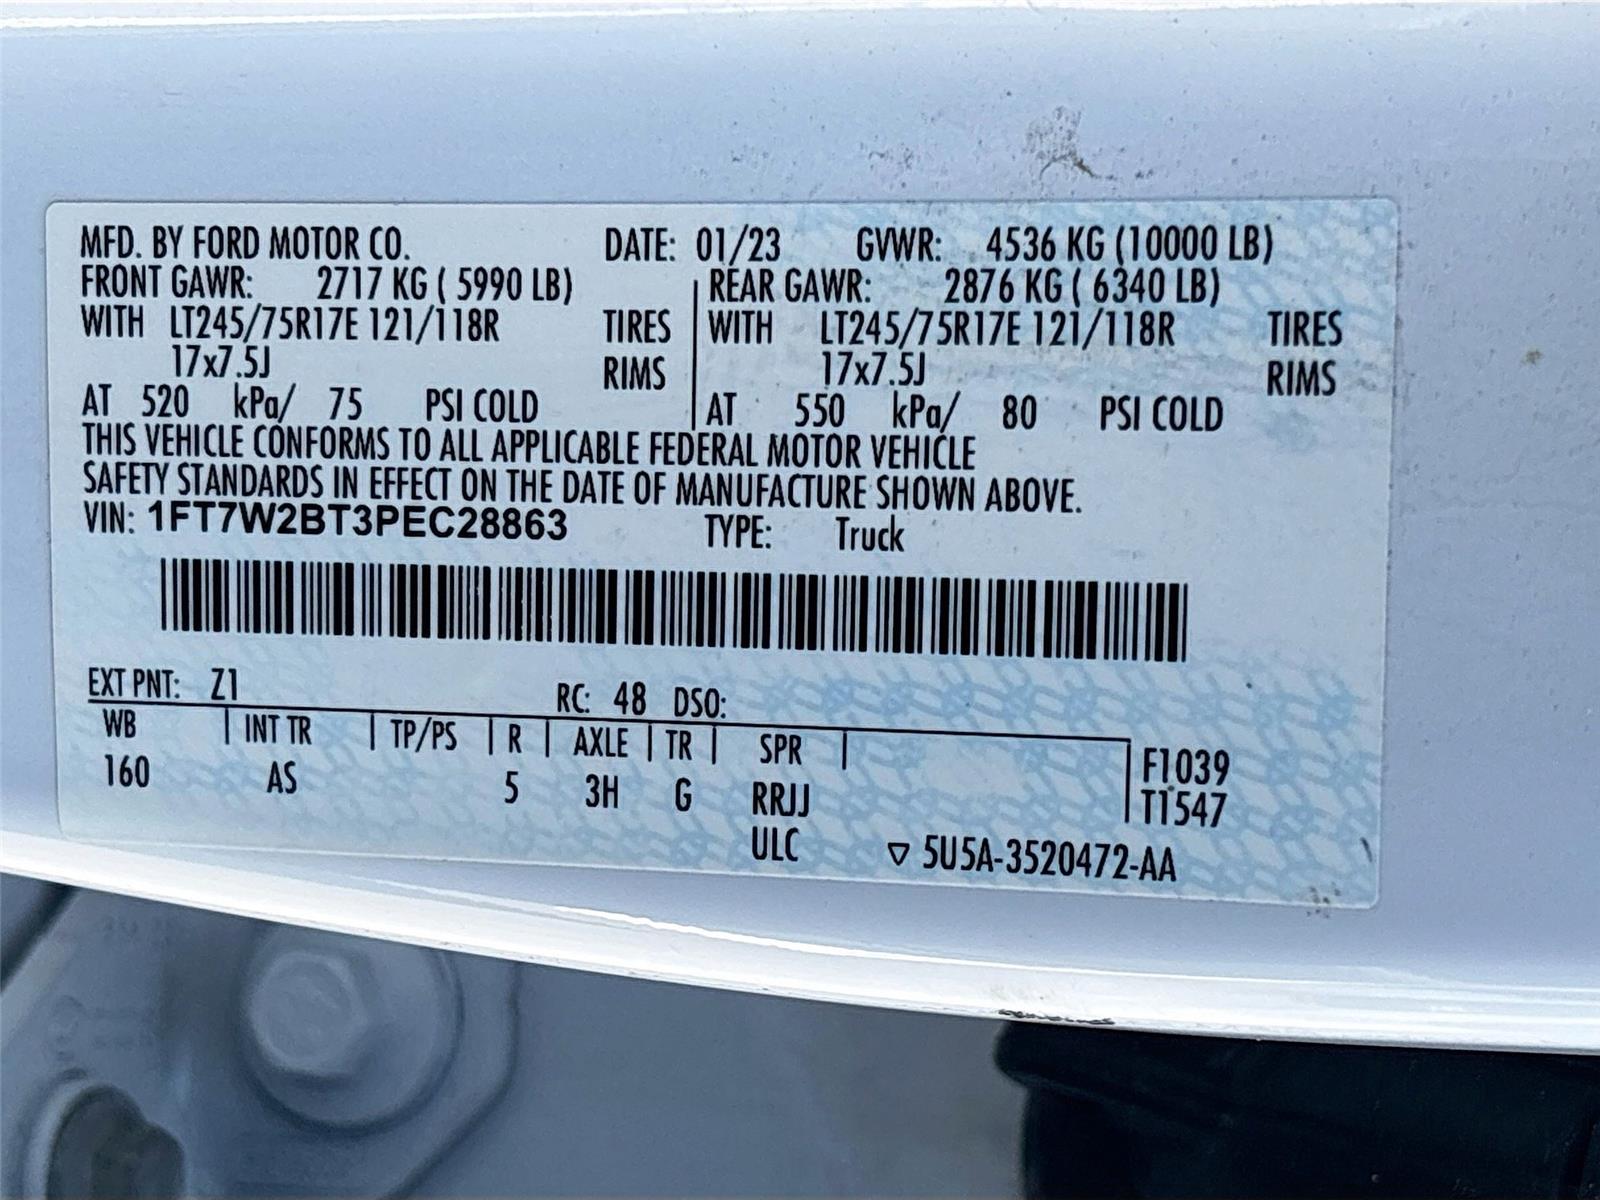 MFD. BY FORD MOTOR CO. DATE: 01/23 GVWR: 4536 KG (10000 LB)
FRONT GAWR: 2717 KG ( 5990 LB) REAR GAWR: 2876 KG ( 6340 LB)
WITH LT245/75R17E 121/118R TIRES WITH LT245/75R17E 121/118R TIRES
17x7.5J RIMS 17x7.5J RIMS
AT 520 kPa/ 75 PSI COLD AT 550 kPa/ 80 PSI COLD
THIS VEHICLE CONFORMS TO ALL APPLICABLE FEDERAL MOTOR VEHICLE
SAFETY STANDARDS IN EFFECT ON THE DATE OF MANUFACTURE SHOWN ABOVE.
VIN: 1FT7W2BT3PEC28863 TYPE: Truck
EXT PNT: Z1 RC: 48 DSO:
WB INT TR TP/PS R AXLE TR SPR F1039
160 AS 5 3H G RRJJ T1547
ULC ▽ 5U5A-3520472-AA